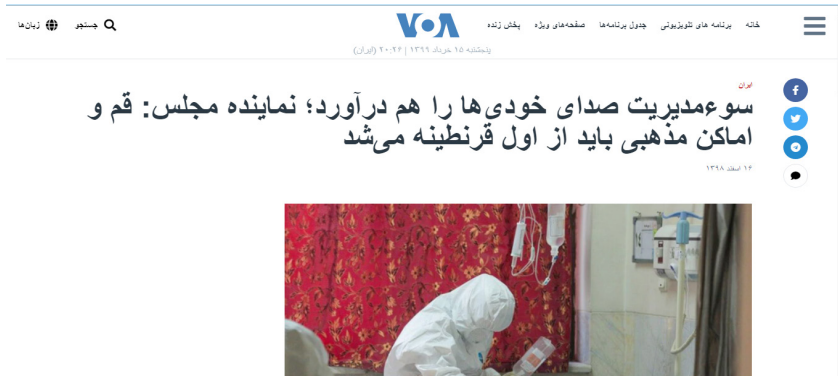 خانه برنامه های تلویزیونی جدول برنامه‌ها صفحه‌های ویژه پخش زنده VOA جستجو زبان‌ها
پنجشنبه ۱۵ خرداد ۱۳۹۹ | ۲۰:۲۴ (ایران)
ایران
سوءمدیریت صدای خودی‌ها را هم درآورد؛ نماینده مجلس: قم و
اماکن مذهبی باید از اول قرنطینه می‌شد
۱۴ اسفند ۱۳۹۸